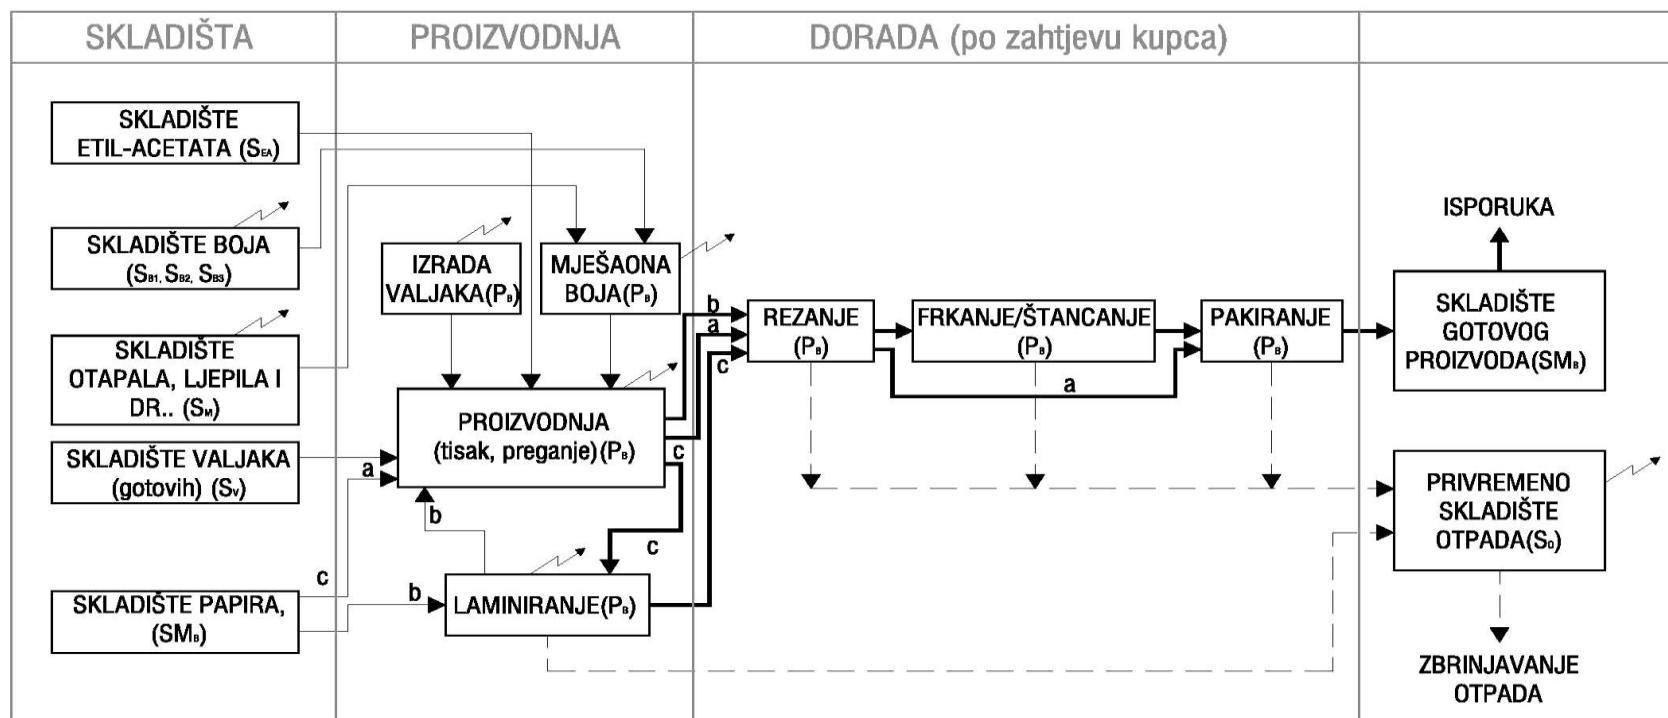 SKLADIŠTA
PROIZVODNJA
DORADA (po zahtjevu kupca)
SKLADIŠTE
ETIL-ACETATA (SEA)
SKLADIŠTE BOJA
(SB1, SB2, SB3)
SKLADIŠTE
OTAPALA, LJEPILA I
DR.. (SM)
SKLADIŠTE VALJAKA
(gotovih) (SV)
SKLADIŠTE PAPIRA,
(SMB)
a
c
b
IZRADA
VALJAKA(PB)
MJEŠAONA
BOJA(PB)
PROIZVODNJA
(tisak, preganje)(PB)
b
a
c
c
c
b
LAMINIRANJE(PB)
REZANJE
(PB)
FRKANJE/ŠTANCANJE
(PB)
PAKIRANJE
(PB)
a
ISPORUKA
SKLADIŠTE
GOTOVOG
PROIZVODA(SMB)
PRIVREMENO
SKLADIŠTE
OTPADA(SO)
ZBRINJAVANJE
OTPADA